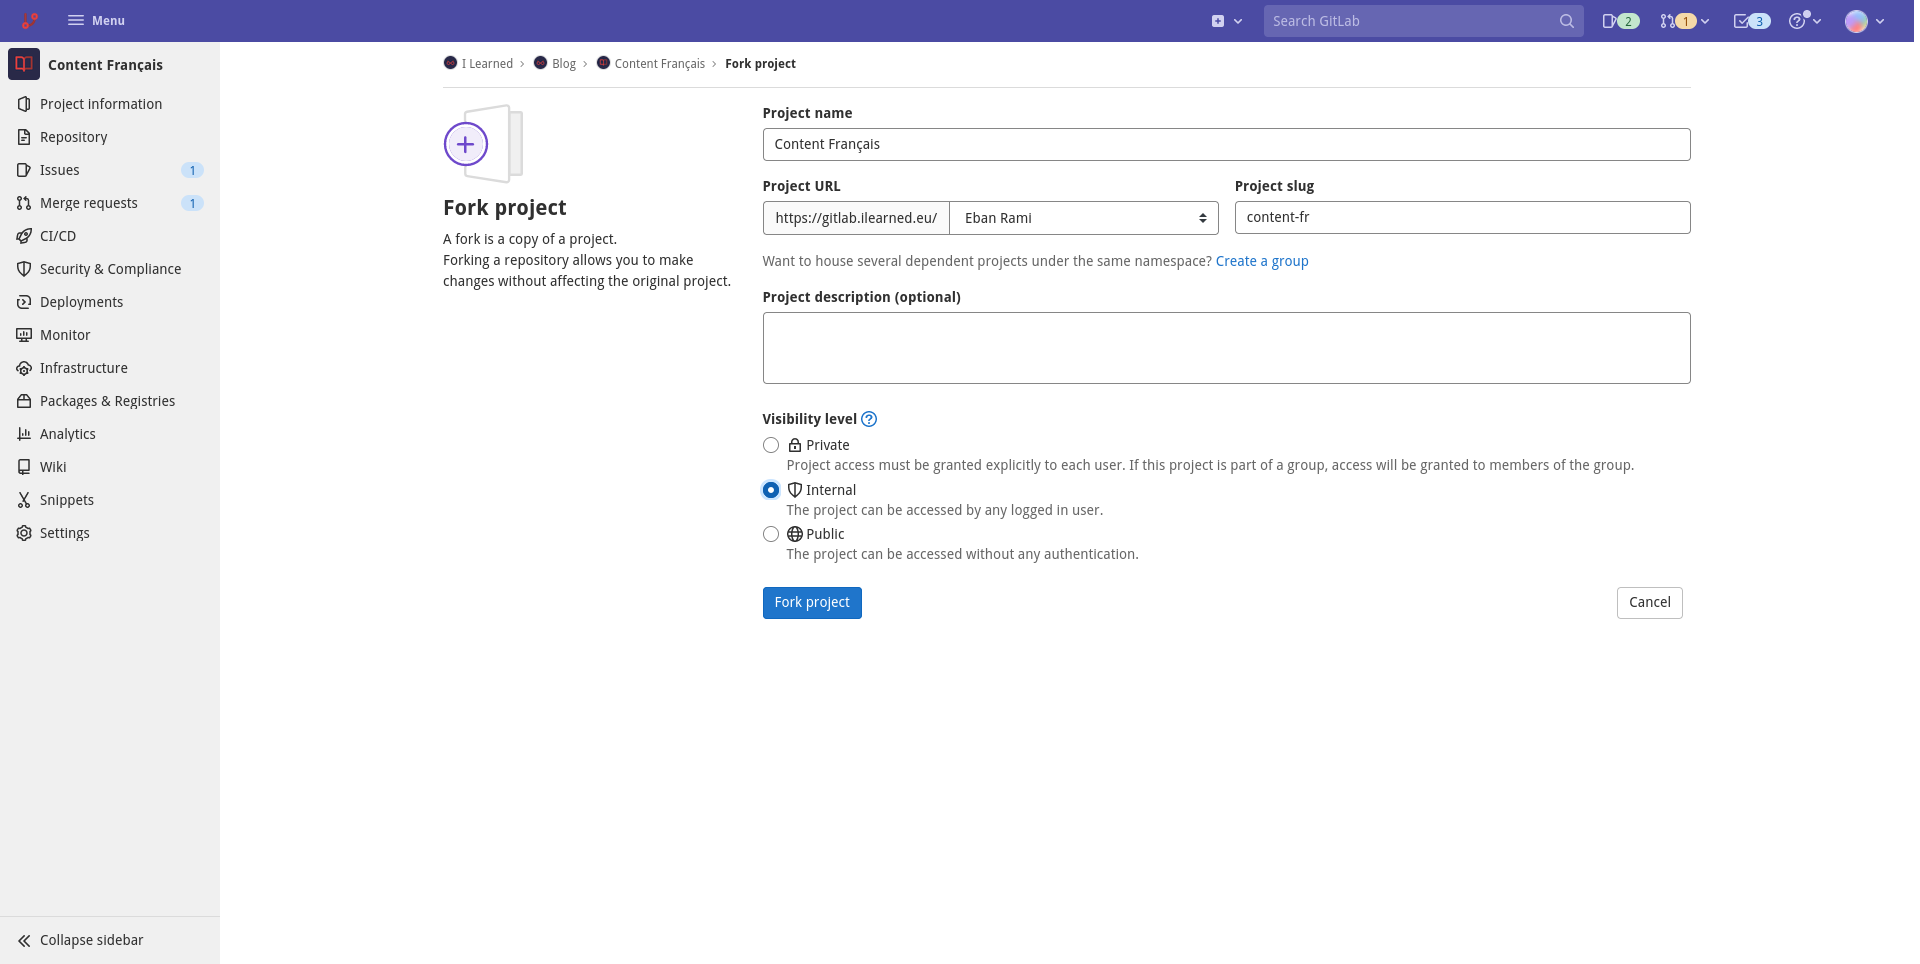 Menu
Search GitLab
2
1
3
Content Français
Project information
Repository
Issues 1
Merge requests 1
CI/CD
Security & Compliance
Deployments
Monitor
Infrastructure
Packages & Registries
Analytics
Wiki
Snippets
Settings
Collapse sidebar
I Learned › Blog › Content Français › Fork project
Fork project
A fork is a copy of a project.
Forking a repository allows you to make
changes without affecting the original project.
Project name
Content Français
Project URL
https://gitlab.ilearned.eu/ Eban Rami
Project slug
content-fr
Want to house several dependent projects under the same namespace? Create a group
Project description (optional)
Visibility level
Private
Project access must be granted explicitly to each user. If this project is part of a group, access will be granted to members of the group.
Internal
The project can be accessed by any logged in user.
Public
The project can be accessed without any authentication.
Fork project
Cancel